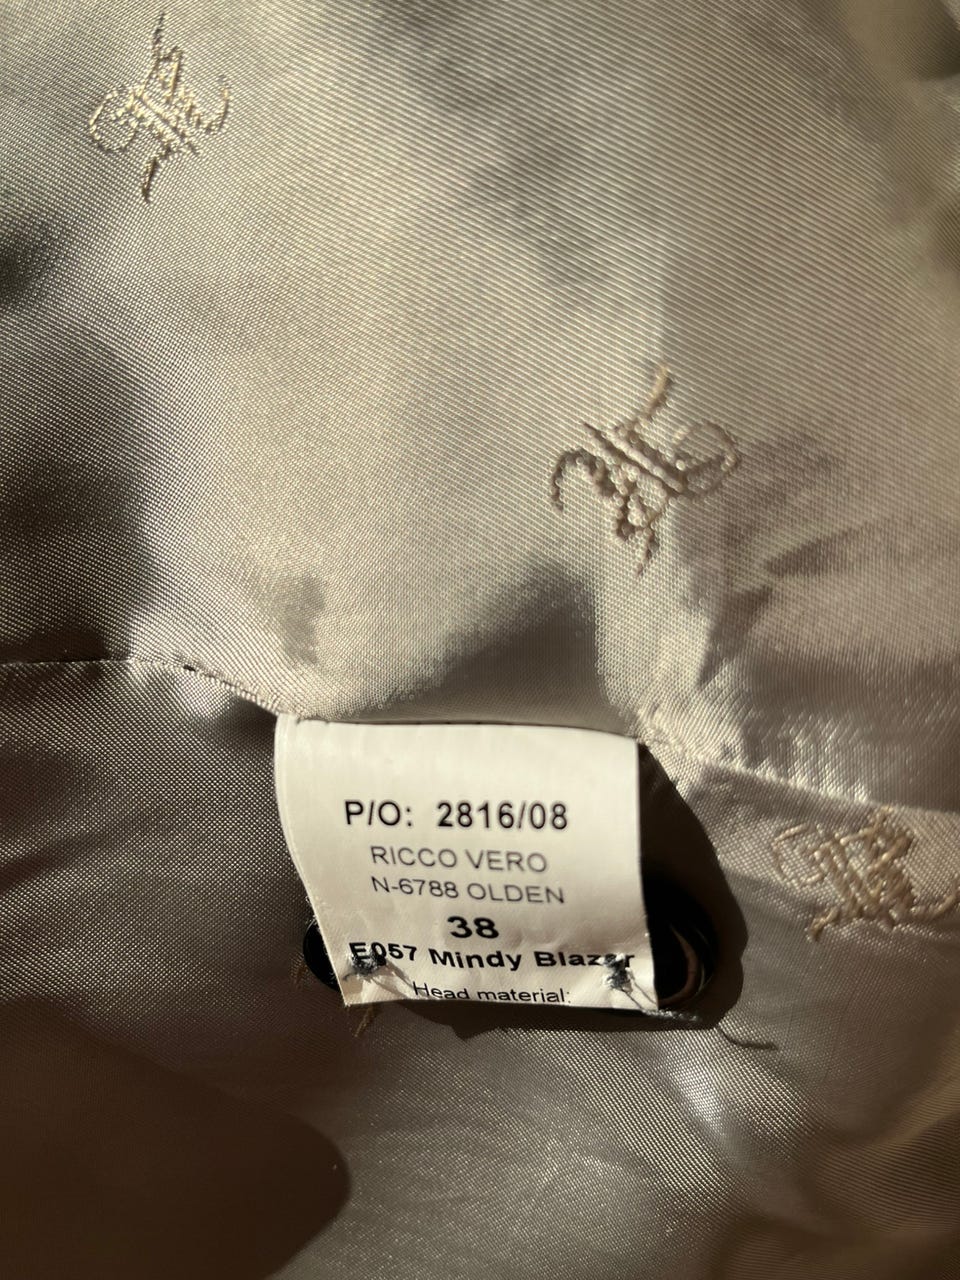 P/O: 2816/08
RICCO VERO
N-6788 OLDEN
38
E057 Mindy Blazer
Head material: